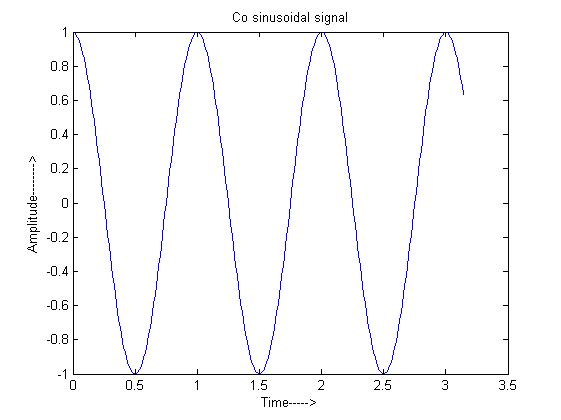 Co sinusoidal signal
1
0.8
0.6
0.4
0.2
0
-0.2
-0.4
-0.6
-0.8
-1
Amplitude-------->
0 0.5 1 1.5 2 2.5 3 3.5
Time----->